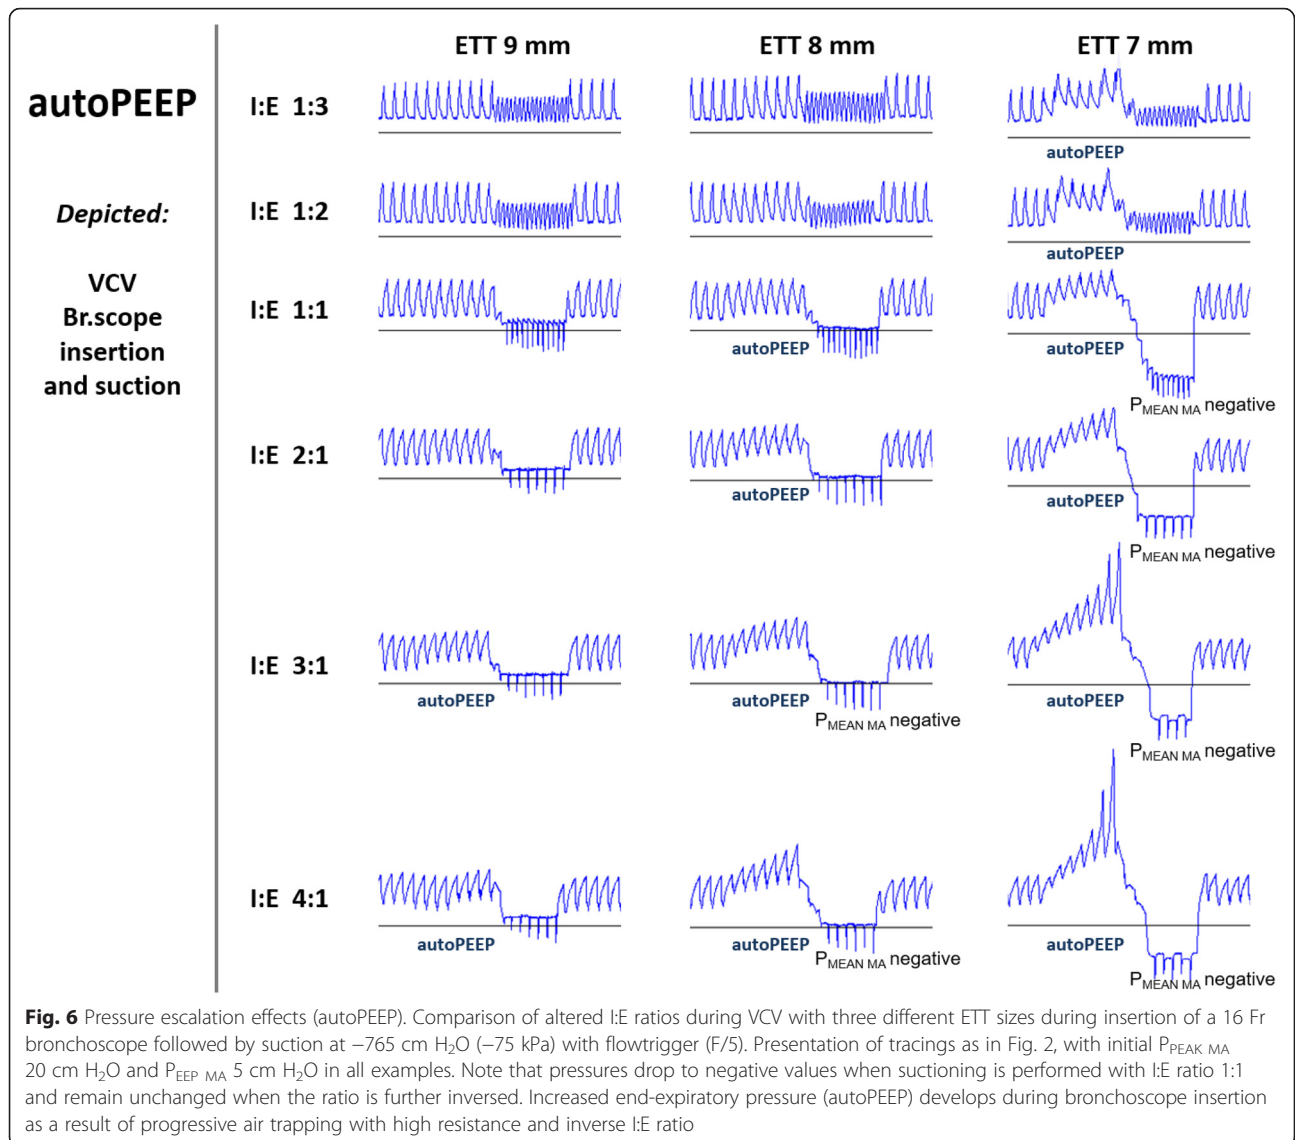 ETT 9 mm
ETT 8 mm
ETT 7 mm
autoPEEP
Depicted:
VCV
Br.scope
insertion
and suction
I:E 1:3
autoPEEP
I:E 1:2
autoPEEP
I:E 1:1
autoPEEP
autoPEEP
P_MEAN MA negative
I:E 2:1
autoPEEP
autoPEEP
P_MEAN MA negative
I:E 3:1
autoPEEP
autoPEEP
P_MEAN MA negative
autoPEEP
P_MEAN MA negative
I:E 4:1
autoPEEP
autoPEEP
P_MEAN MA negative
autoPEEP
P_MEAN MA negative
Fig. 6 Pressure escalation effects (autoPEEP). Comparison of altered I:E ratios during VCV with three different ETT sizes during insertion of a 16 Fr
bronchoscope followed by suction at −765 cm H₂O (−75 kPa) with flowtrigger (F/5). Presentation of tracings as in Fig. 2, with initial P_PEAK MA
20 cm H₂O and P_EEP MA 5 cm H₂O in all examples. Note that pressures drop to negative values when suctioning is performed with I:E ratio 1:1
and remain unchanged when the ratio is further inversed. Increased end-expiratory pressure (autoPEEP) develops during bronchoscope insertion
as a result of progressive air trapping with high resistance and inverse I:E ratio